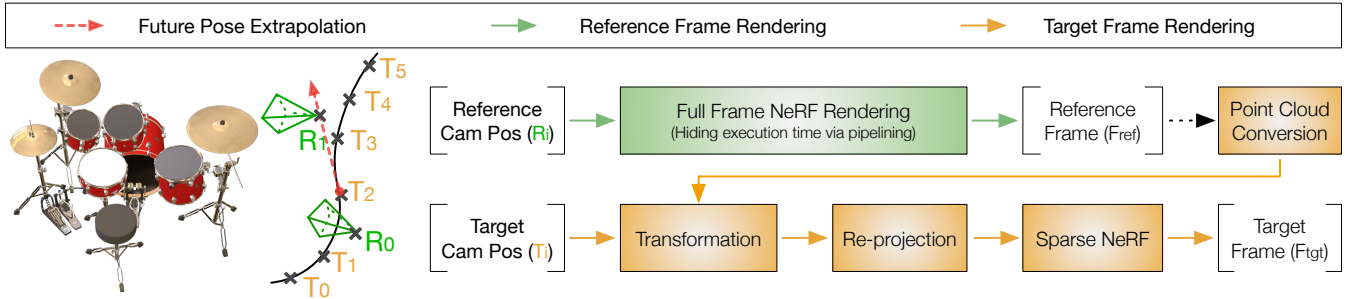 Future Pose Extrapolation
Reference Frame Rendering
Target Frame Rendering
T5
T4
T3
R1
T2
R0
T1
T0
Reference
Cam Pos (Ri)
Full Frame NeRF Rendering
(Hiding execution time via pipelining)
Reference
Frame (Fref)
Point Cloud
Conversion
Target
Cam Pos (Ti)
Transformation
Re-projection
Sparse NeRF
Target
Frame (Ftgt)